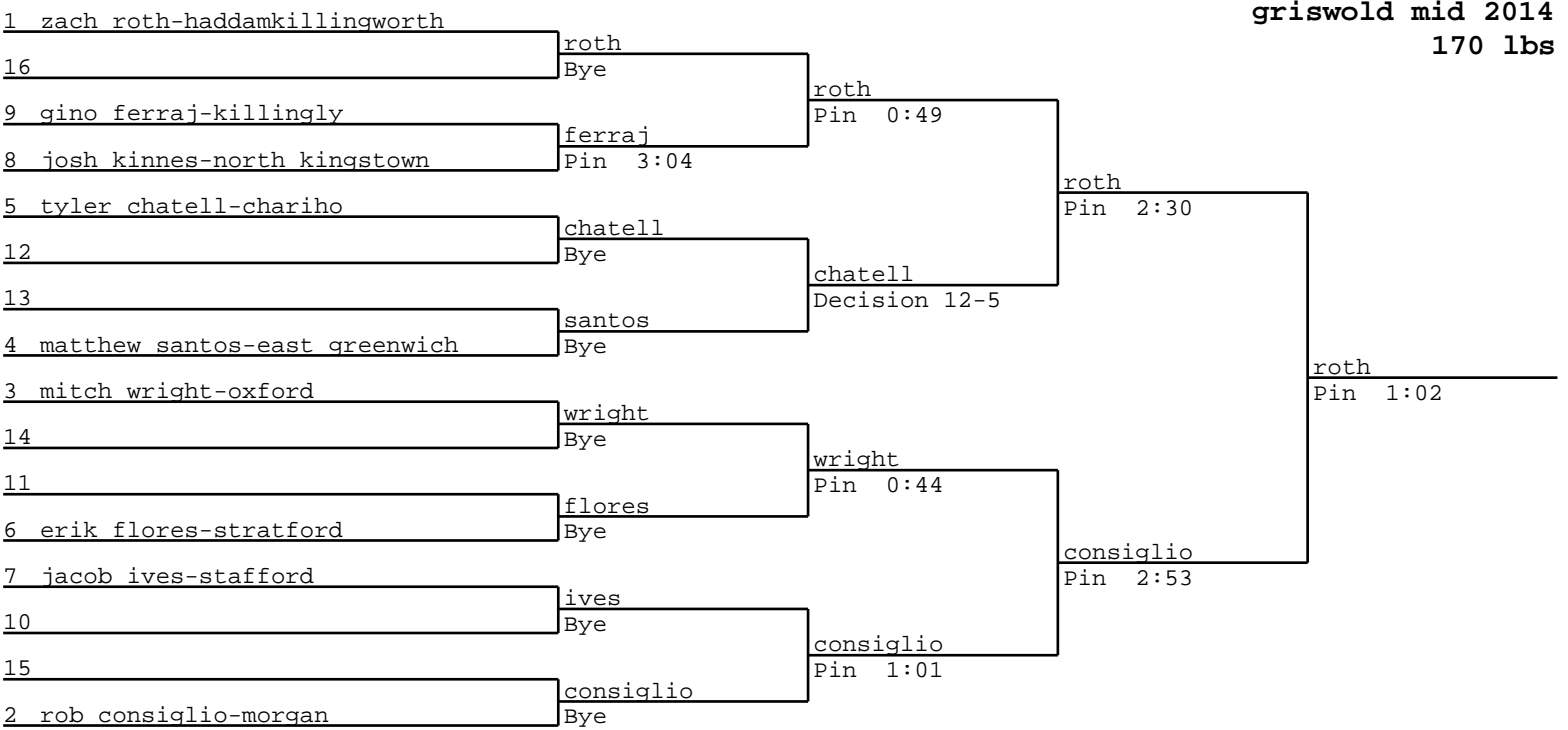 griswold mid 2014
170 lbs
1 zach roth-haddamkillingworth
roth
16
Bye
roth
9 gino ferraj-killingly
Pin 0:49
ferraj
8 josh kinnes-north kingstown
Pin 3:04
roth
5 tyler chatell-chariho
Pin 2:30
chatell
12
Bye
chatell
13
Decision 12-5
santos
4 matthew santos-east greenwich
Bye
roth
3 mitch wright-oxford
Pin 1:02
wright
14
Bye
wright
11
Pin 0:44
flores
6 erik flores-stratford
Bye
consiglio
7 jacob ives-stafford
Pin 2:53
ives
10
Bye
consiglio
15
Pin 1:01
consiglio
2 rob consiglio-morgan
Bye